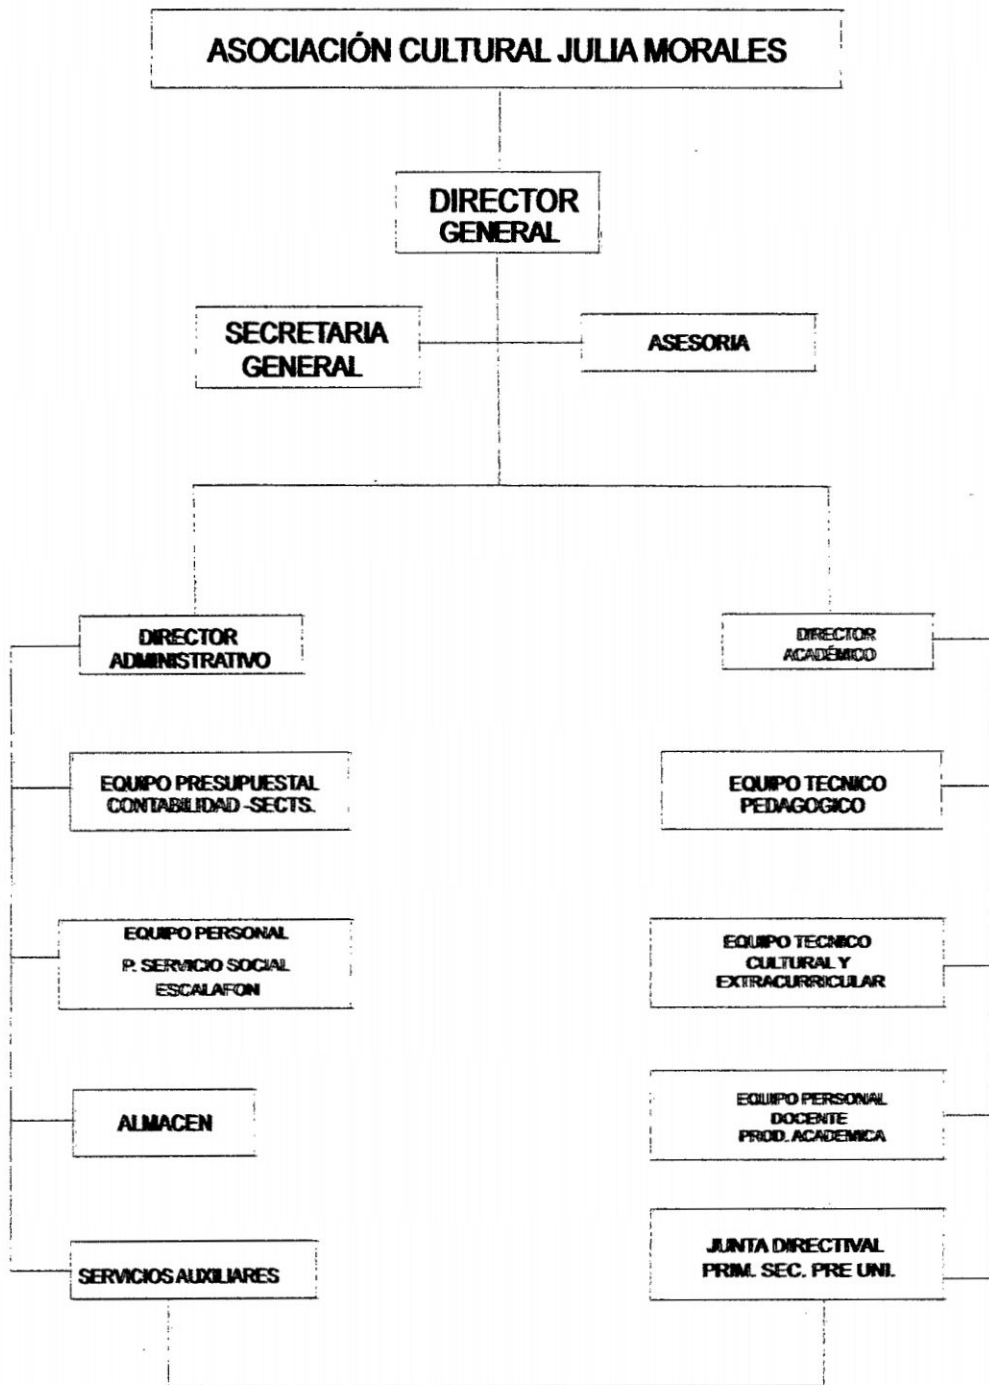 ASOCIACIÓN CULTURAL JULIA MORALES
DIRECTOR
GENERAL
SECRETARIA
GENERAL
ASESORIA
DIRECTOR
ADMINISTRATIVO
DIRECTOR
ACADÉMICO
EQUIPO PRESUPUESTAL
CONTABILIDAD -SECTS.
EQUIPO TECNICO
PEDAGOGICO
EQUIPO PERSONAL
P. SERVICIO SOCIAL
ESCALAFON
EQUIPO TECNICO
CULTURAL Y
EXTRACURRICULAR
ALMACEN
EQUIPO PERSONAL
DOCENTE
PROD. ACADEMICA
SERVICIOS AUXILIARES
JUNTA DIRECTIVAL
PRIM. SEC. PRE UNI.